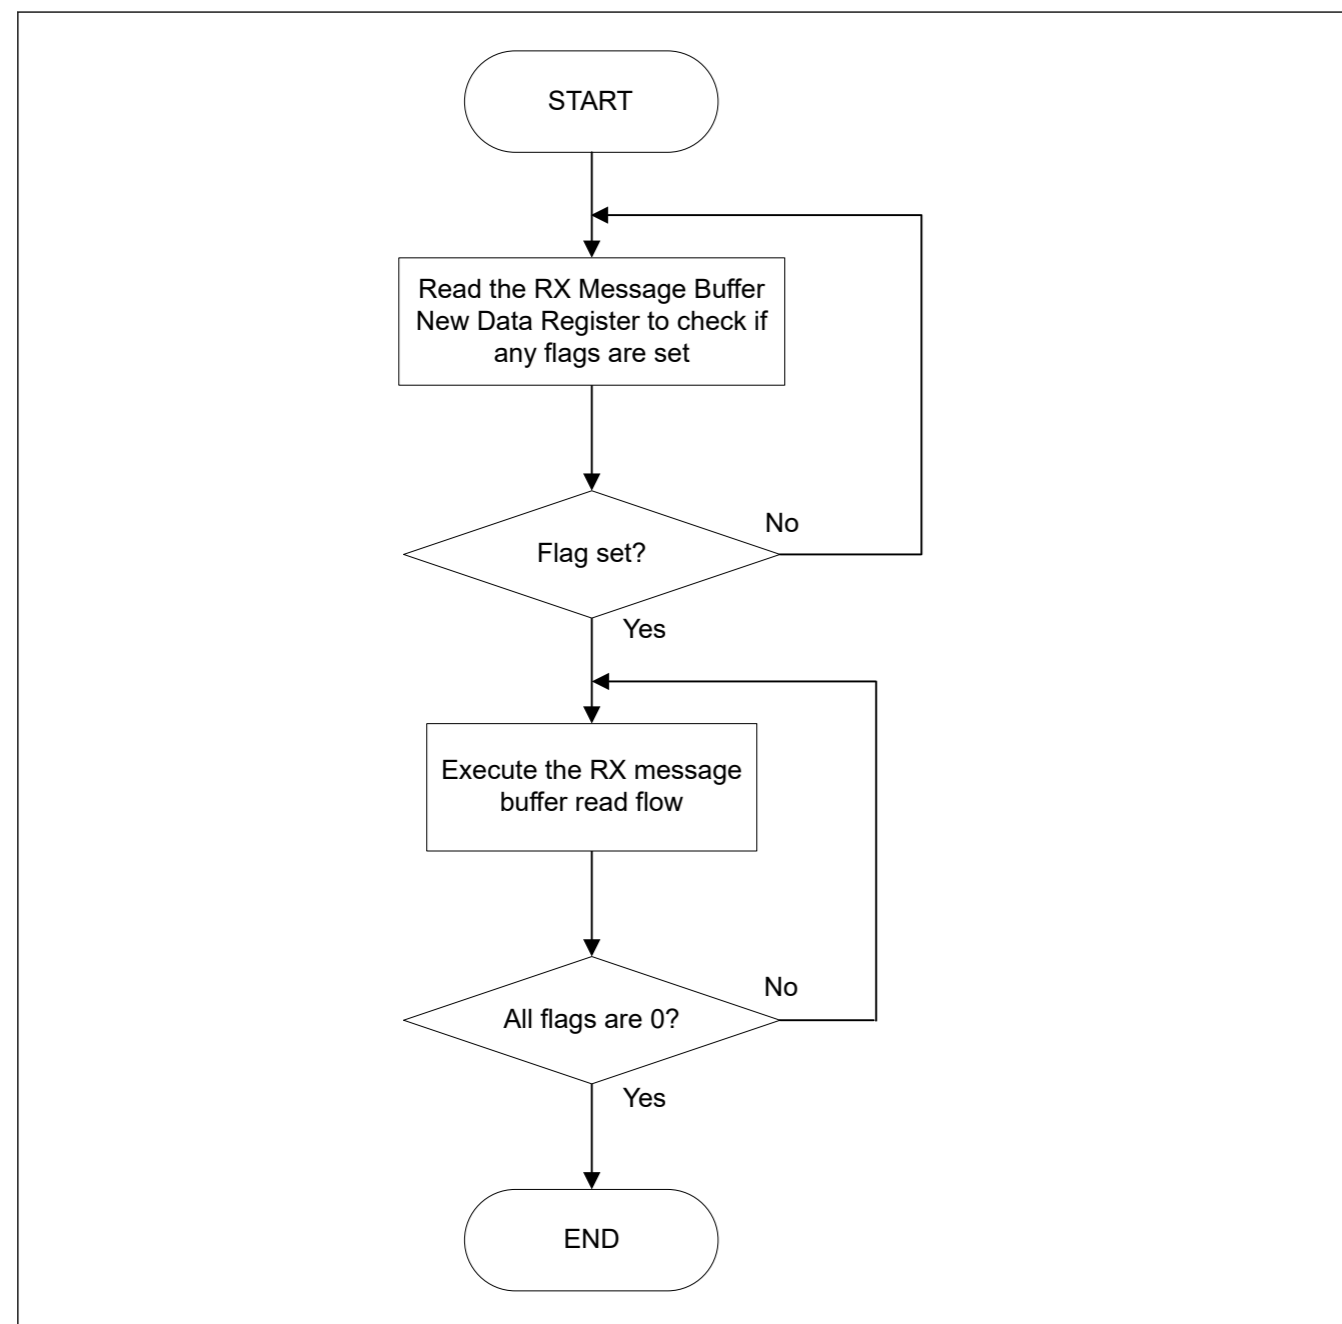 START
Read the RX Message Buffer
New Data Register to check if
any flags are set
No
Flag set?
Yes
Execute the RX message
buffer read flow
No
All flags are 0?
Yes
END